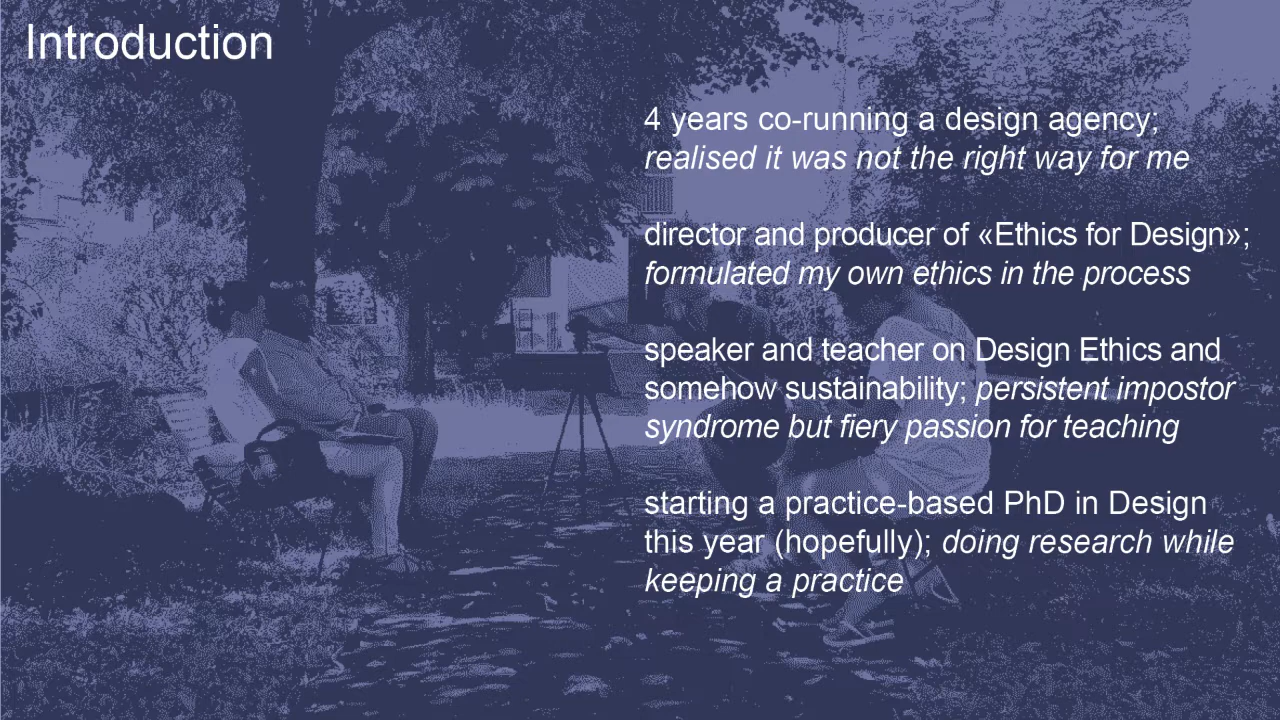 Introduction
4 years co-running a design agency;
realised it was not the right way for me
director and producer of «Ethics for Design»;
formulated my own ethics in the process
speaker and teacher on Design Ethics and
somehow sustainability; persistent impostor
syndrome but fiery passion for teaching
starting a practice-based PhD in Design
this year (hopefully); doing research while
keeping a practice